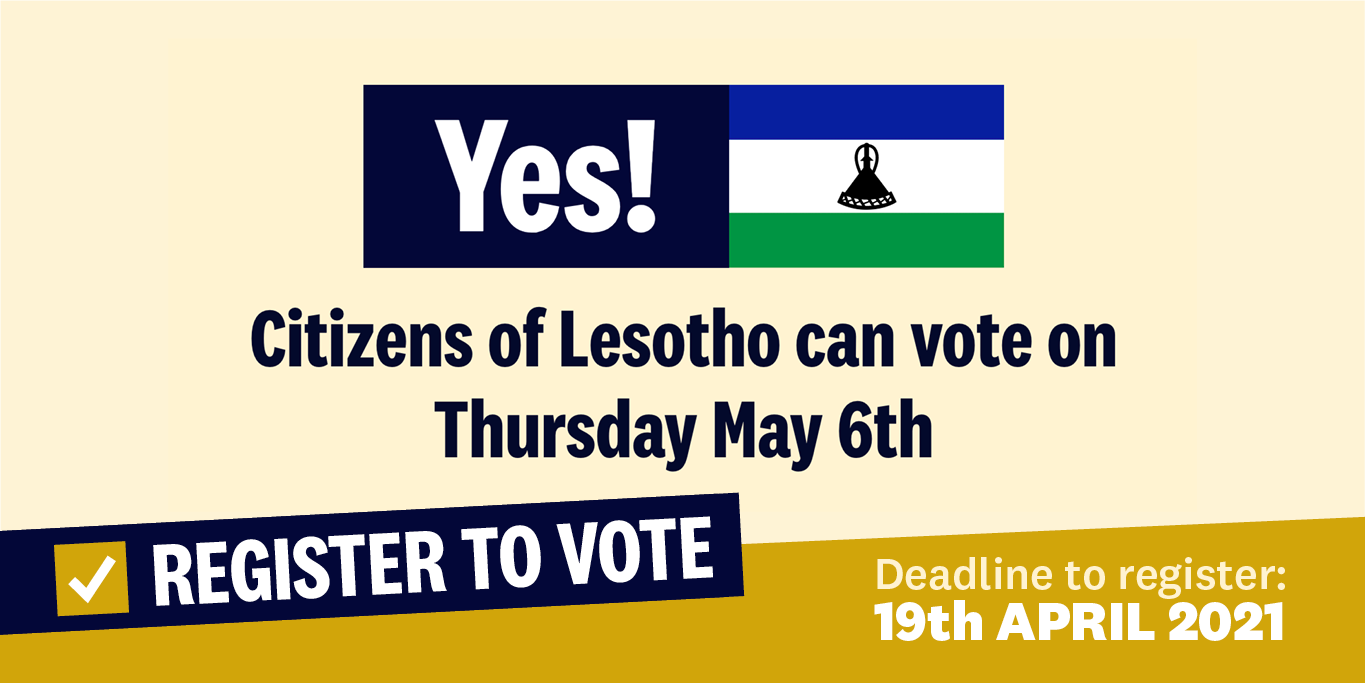 Yes!
Citizens of Lesotho can vote on
Thursday May 6th
REGISTER TO VOTE
Deadline to register:
19th APRIL 2021